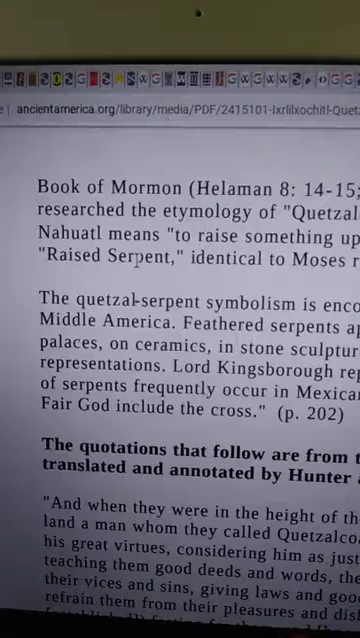 ancientamerica.org/library/media/PDF/2415101-Ixrlilxochitl-Quet
Book of Mormon (Helaman 8: 14-15;
researched the etymology of "Quetzal
Nahuatl means "to raise something up
"Raised Serpent," identical to Moses r
The quetzal-serpent symbolism is enco
Middle America. Feathered serpents ap
palaces, on ceramics, in stone sculptur
representations. Lord Kingsborough rep
of serpents frequently occur in Mexica
Fair God include the cross." (p. 202)
The quotations that follow are from t
translated and annotated by Hunter
"And when they were in the height of th
land a man whom they called Quetzalco
his great virtues, considering him as just
teaching them good deeds and words, the
their vices and sins, giving laws and goo
refrain them from their pleasures and dis